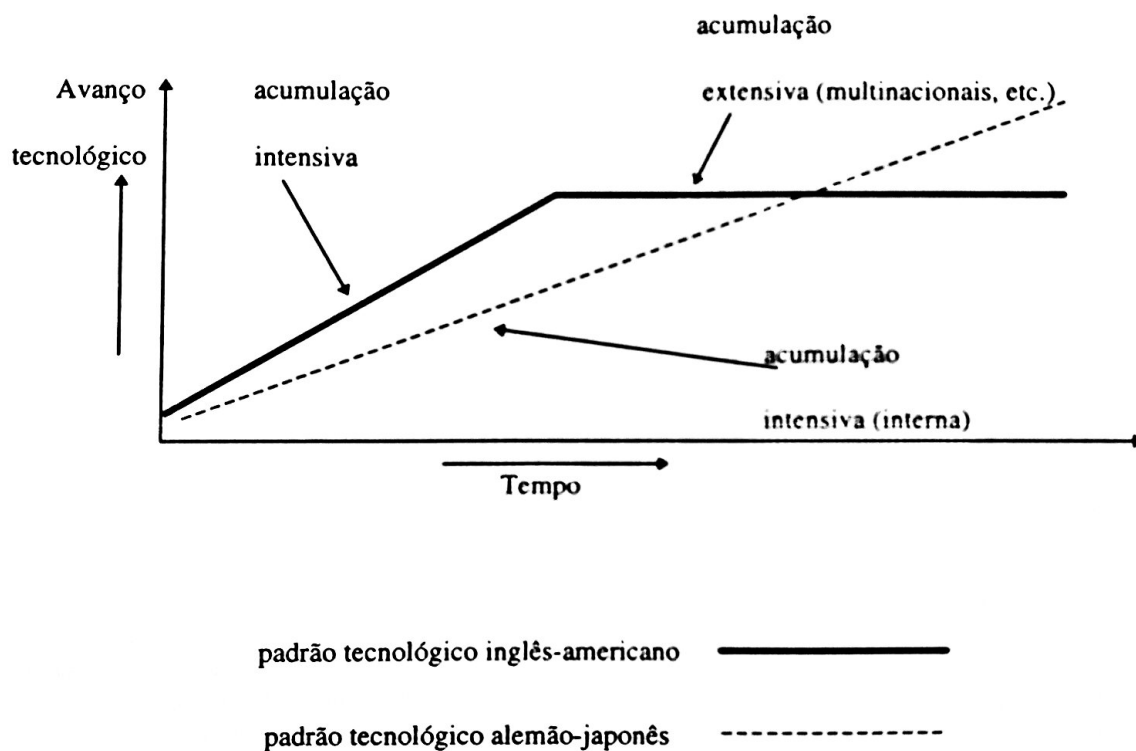 acumulação
Avanço
acumulação
extensiva (multinacionais, etc.)
tecnológico
intensiva
acumulação
intensiva (interna)
Tempo
padrão tecnológico inglês-americano
padrão tecnológico alemão-japonês